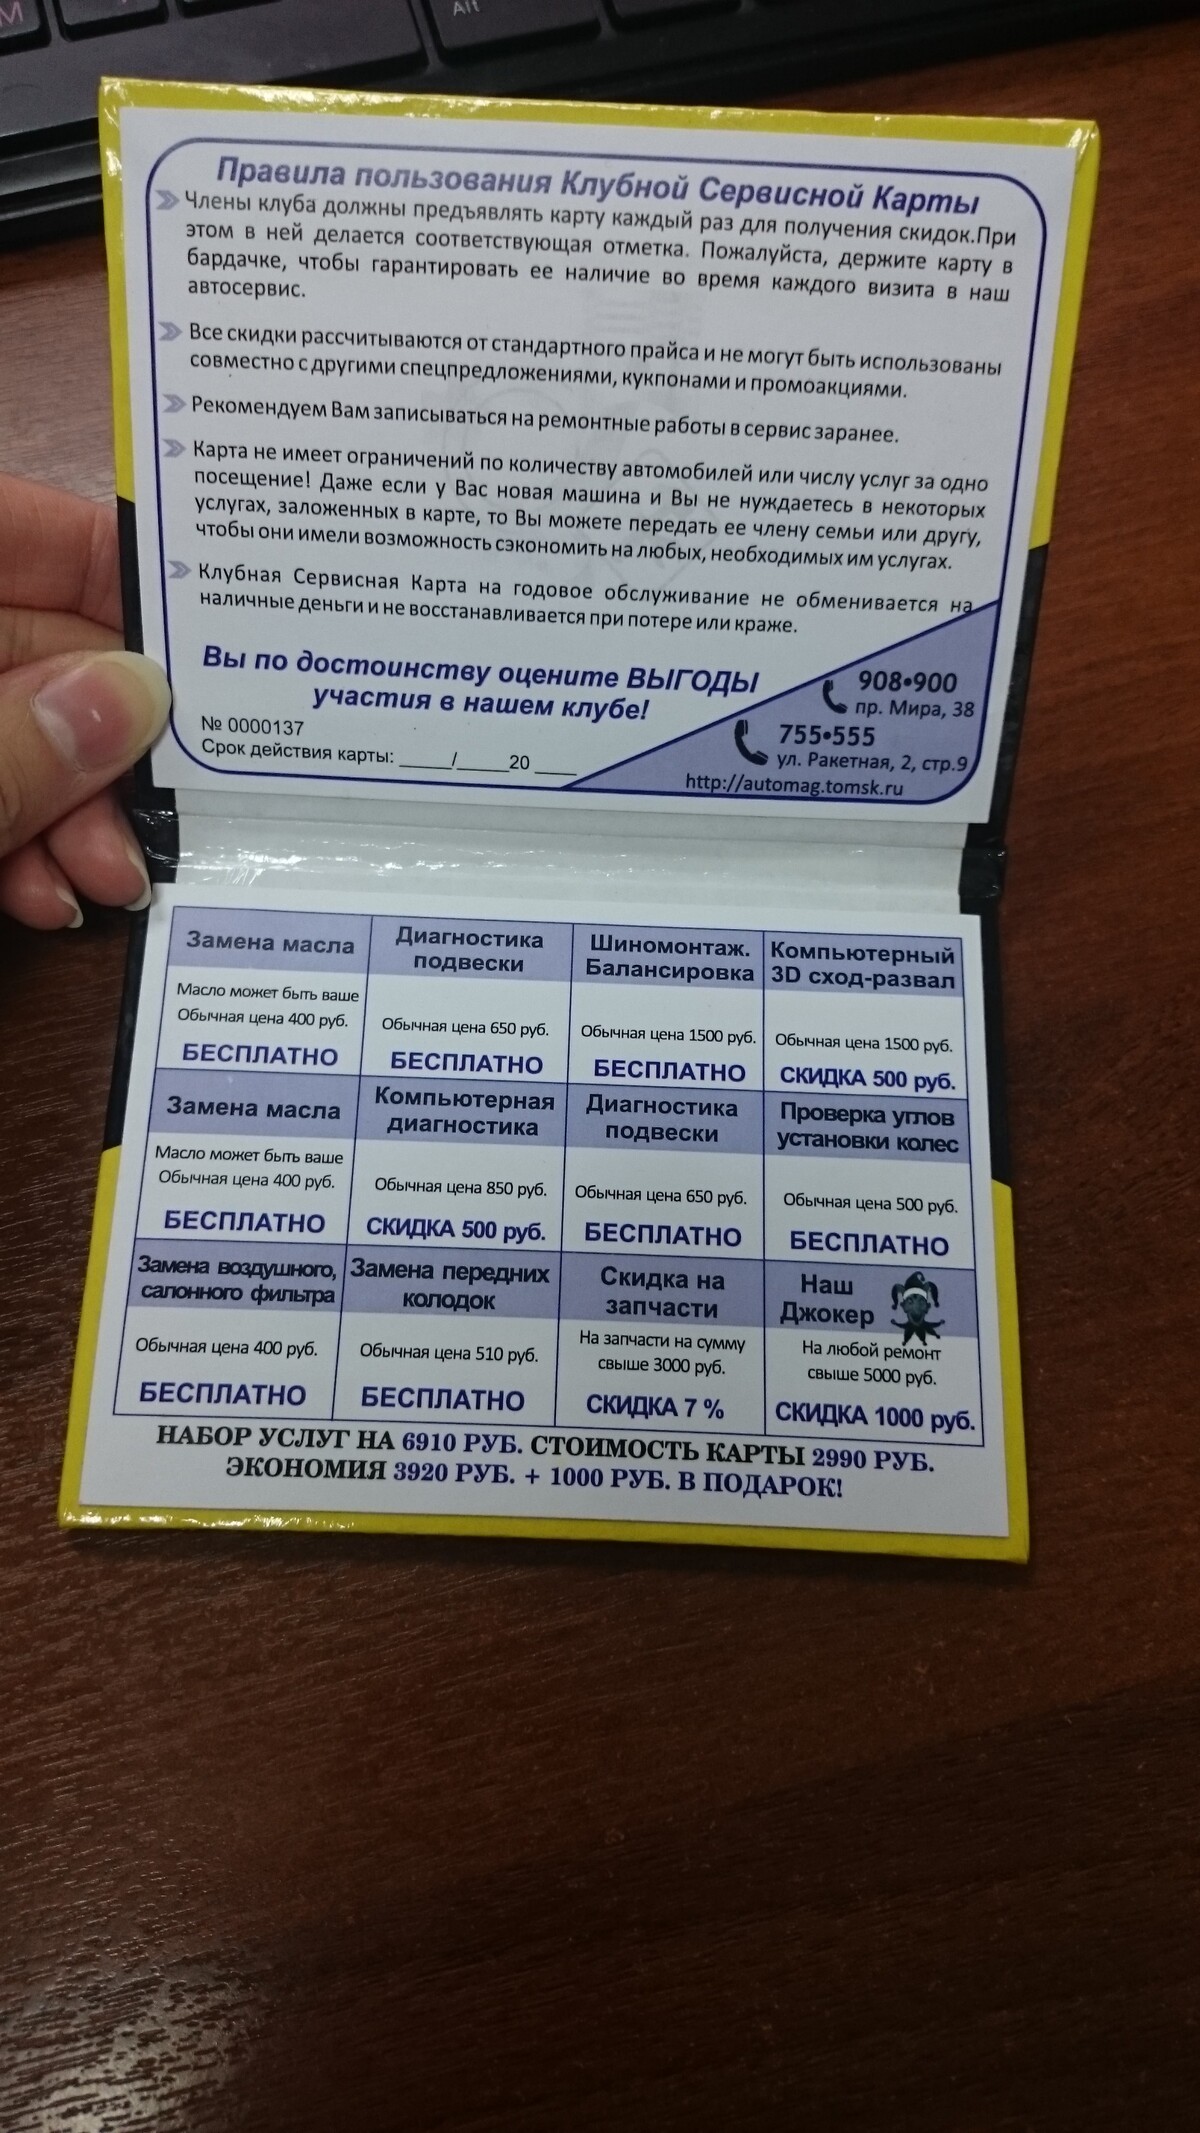 M
Alt
Правила пользования Клубной Сервисной Карты
Члены клуба должны предъявлять карту каждый раз для получения скидок.При
этом в ней делается соответствующая отметка. Пожалуйста, держите карту в
бардачке, чтобы гарантировать ее наличие во время каждого визита в наш
автосервис.
Все скидки рассчитываются от стандартного прайса и не могут быть использованы
совместно с другими спецпредложениями, кукпонами и промоакциями.
Рекомендуем Вам записываться на ремонтные работы в сервис заранее.
Карта не имеет ограничений по количеству автомобилей или числу услуг за одно
посещение! Даже если у Вас новая машина и Вы не нуждаетесь в некоторых
услугах, заложенных в карте, то Вы можете передать ее члену семьи или другу,
чтобы они имели возможность сэкономить на любых, необходимых им услугах.
Клубная Сервисная Карта на годовое обслуживание не обменивается на
наличные деньги и не восстанавливается при потере или краже.
Вы по достоинству оцените ВЫГОДЫ
участия в нашем клубе!
№ 0000137
Срок действия карты: _____/_____20 ____
908•900
пр. Мира, 38
755•555
ул. Ракетная, 2, стр.9
http://automag.tomsk.ru
Замена масла
Масло может быть ваше
Обычная цена 400 руб.
БЕСПЛАТНО
Диагностика
подвески
Обычная цена 650 руб.
БЕСПЛАТНО
Шиномонтаж.
Балансировка
Обычная цена 1500 руб.
БЕСПЛАТНО
Компьютерный
3D сход-развал
Обычная цена 1500 руб.
СКИДКА 500 руб.
Замена масла
Масло может быть ваше
Обычная цена 400 руб.
БЕСПЛАТНО
Компьютерная
диагностика
Обычная цена 850 руб.
СКИДКА 500 руб.
Диагностика
подвески
Обычная цена 650 руб.
БЕСПЛАТНО
Проверка углов
установки колес
Обычная цена 500 руб.
БЕСПЛАТНО
Замена воздушного,
салонного фильтра
Обычная цена 400 руб.
БЕСПЛАТНО
Замена передних
колодок
Обычная цена 510 руб.
БЕСПЛАТНО
Скидка на
запчасти
На запчасти на сумму
свыше 3000 руб.
СКИДКА 7 %
Наш
Джокер
На любой ремонт
свыше 5000 руб.
СКИДКА 1000 руб.
НАБОР УСЛУГ НА 6910 РУБ. СТОИМОСТЬ КАРТЫ 2990 РУБ.
ЭКОНОМИЯ 3920 РУБ. + 1000 РУБ. В ПОДАРОК!